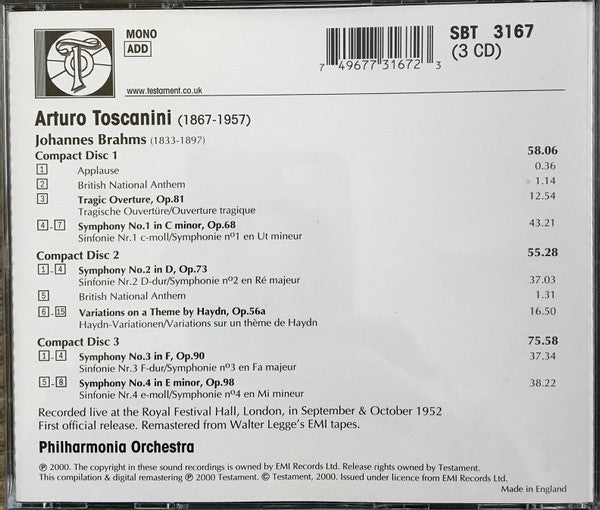 MONO
ADD
SBT 3167
(3 CD)
7 49677 31672 3
www.testament.co.uk
Arturo Toscanini (1867-1957)
Johannes Brahms (1833-1897)
Compact Disc 1 58.06
1 Applause 0.36
2 British National Anthem 1.14
3 Tragic Overture, Op.81 12.54
Tragische Ouvertüre/Ouverture tragique
4-7 Symphony No.1 in C minor, Op.68 43.21
Sinfonie Nr.1 c-moll/Symphonie nº1 en Ut mineur
Compact Disc 2 55.28
1-4 Symphony No.2 in D, Op.73
Sinfonie Nr.2 D-dur/Symphonie nº2 en Ré majeur 37.03
5 British National Anthem 1.31
6-15 Variations on a Theme by Haydn, Op.56a 16.50
Haydn-Variationen/Variations sur un thème de Haydn
Compact Disc 3 75.58
1-4 Symphony No.3 in F, Op.90 37.34
Sinfonie Nr.3 F-dur/Symphonie nº3 en Fa majeur
5-8 Symphony No.4 in E minor, Op.98 38.22
Sinfonie Nr.4 e-moll/Symphonie nº4 en Mi mineur
Recorded live at the Royal Festival Hall, London, in September & October 1952
First official release. Remastered from Walter Legge's EMI tapes.
Philharmonia Orchestra
℗ 2000. The copyright in these sound recordings is owned by EMI Records Ltd. Release rights owned by Testament.
This compilation & digital remastering ℗ 2000 Testament. © Testament, 2000. Issued under licence from EMI Records Ltd.
Made in England